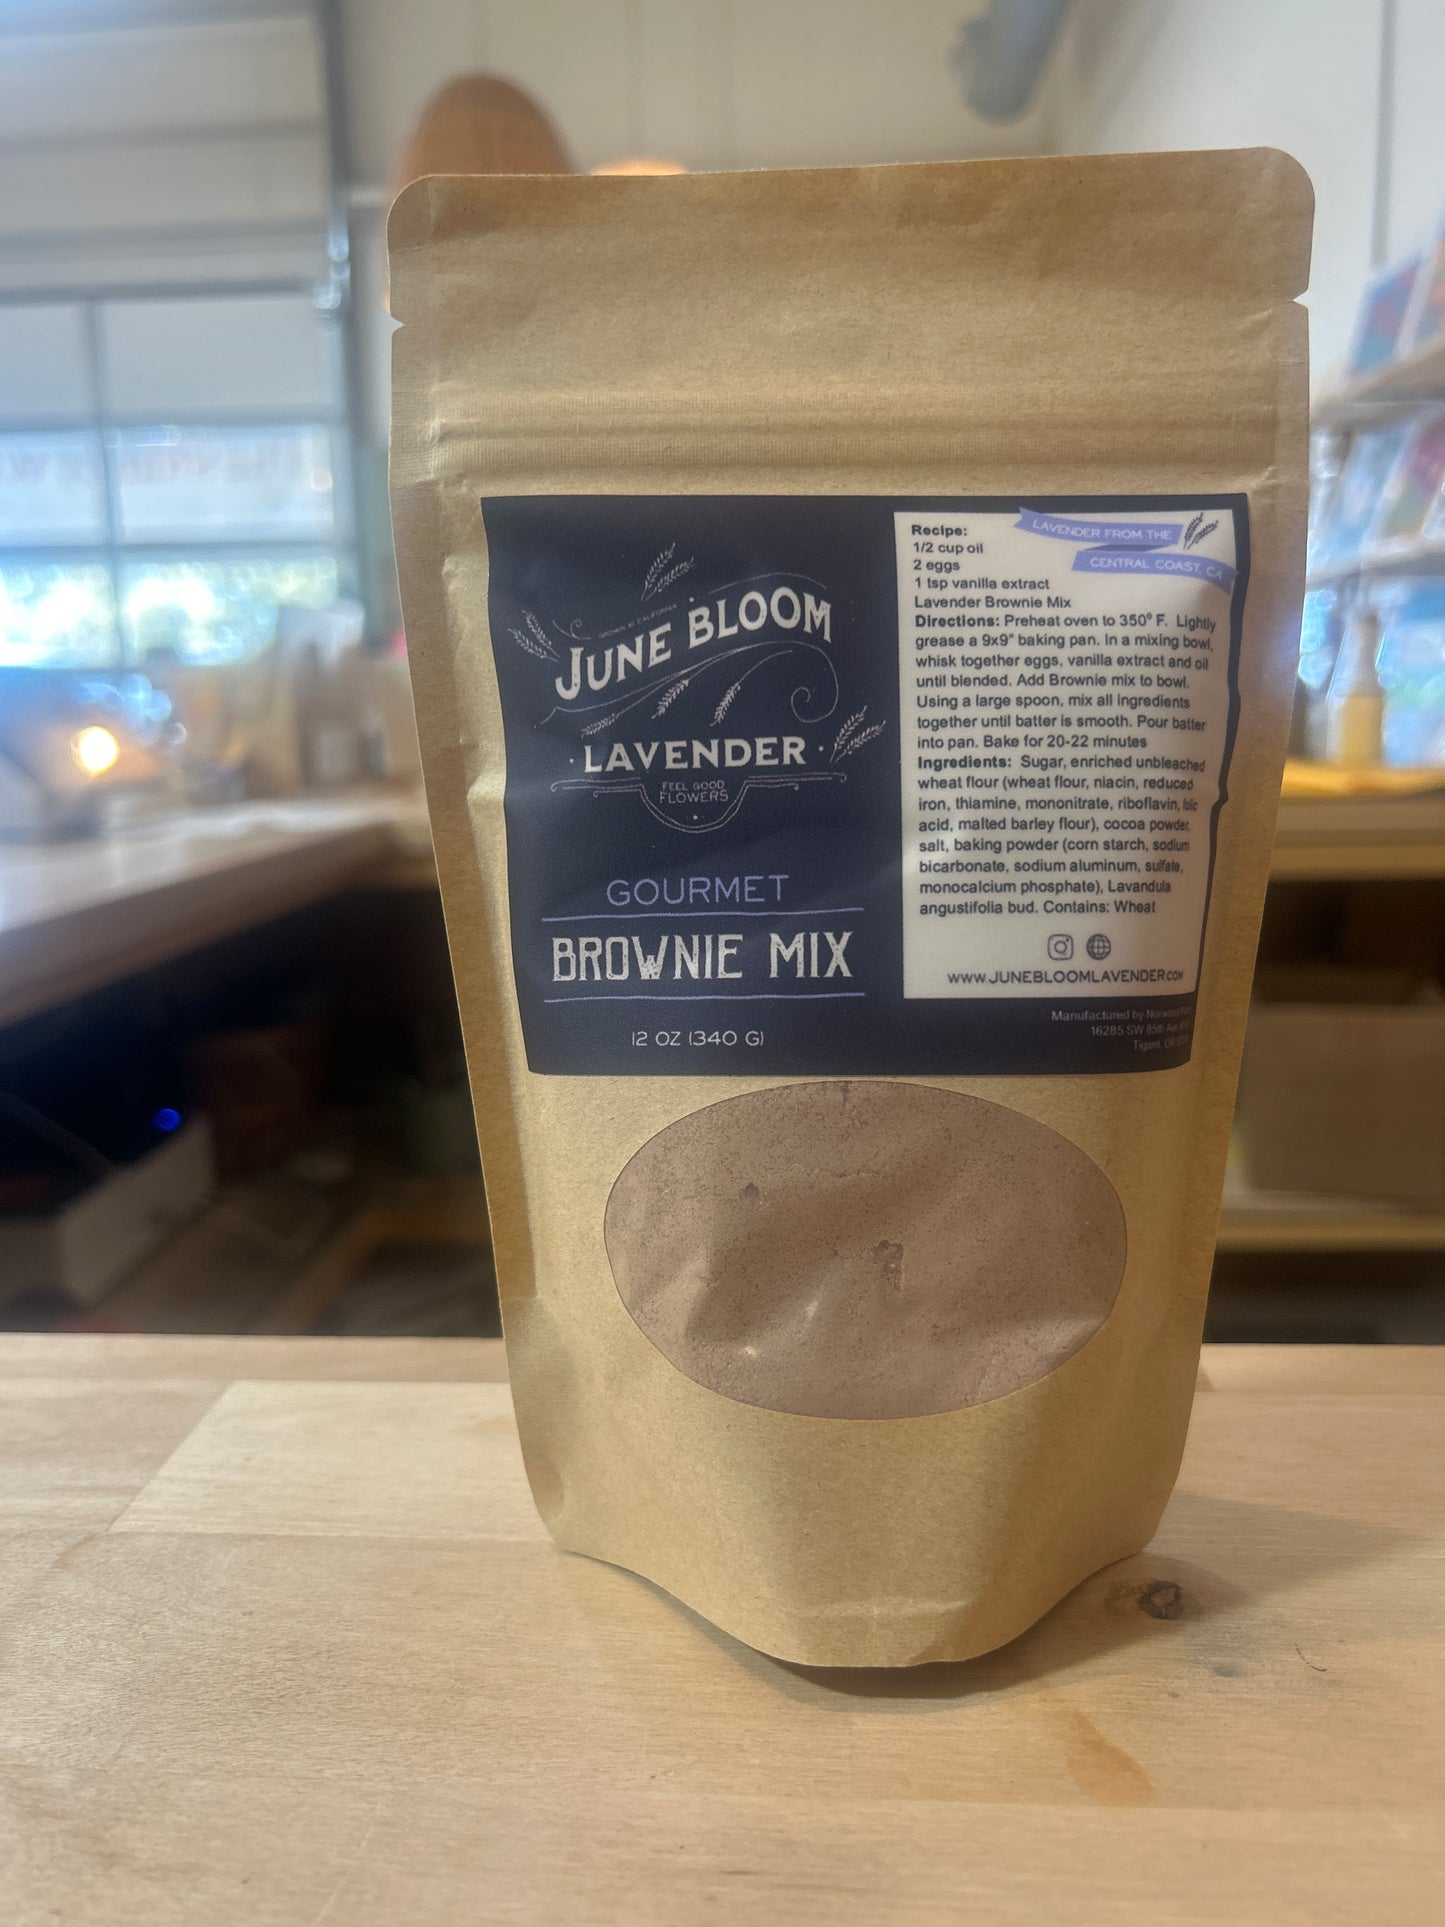 GROWN IN CALIFORNIA
JUNE BLOOM
LAVENDER
FEEL GOOD
FLOWERS
GOURMET
BROWNIE MIX
12 OZ (340 G)
LAVENDER FROM THE
CENTRAL COAST, CA
Recipe:
1/2 cup oil
2 eggs
1 tsp vanilla extract
Lavender Brownie Mix
Directions: Preheat oven to 350° F. Lightly
grease a 9x9" baking pan. In a mixing bowl,
whisk together eggs, vanilla extract and oil
until blended. Add Brownie mix to bowl.
Using a large spoon, mix all ingredients
together until batter is smooth. Pour batter
into pan. Bake for 20-22 minutes
Ingredients: Sugar, enriched unbleached
wheat flour (wheat flour, niacin, reduced
iron, thiamine, mononitrate, riboflavin, folic
acid, malted barley flour), cocoa powder,
salt, baking powder (corn starch, sodium
bicarbonate, sodium aluminum, sulfate,
monocalcium phosphate), Lavandula
angustifolia bud. Contains: Wheat
WWW.JUNEBLOOMLAVENDER.COM
Manufactured by
16285 SW 85th Ave
Tigard, OR